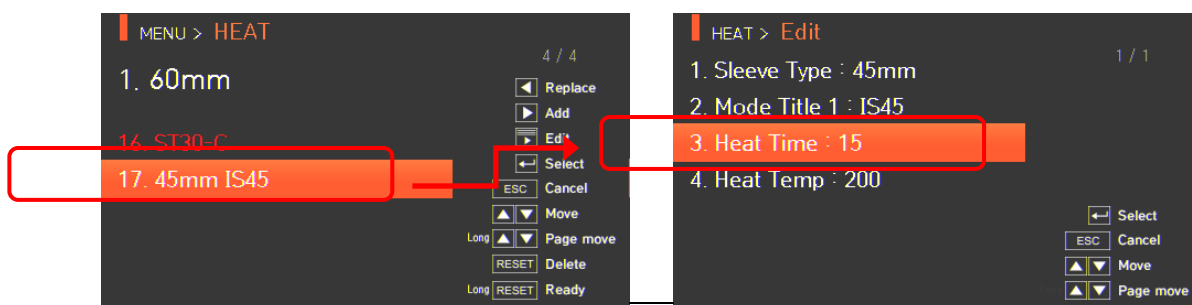 MENU > HEAT
4 / 4
1. 60mm
Replace
Add
16. ST30-C
Edit
Select
17. 45mm IS45
ESC Cancel
Move
Long Page move
RESET Delete
Long RESET Ready
HEAT > Edit
1 / 1
1. Sleeve Type : 45mm
2. Mode Title 1 : IS45
3. Heat Time : 15
4. Heat Temp : 200
Select
ESC Cancel
Move
Page move